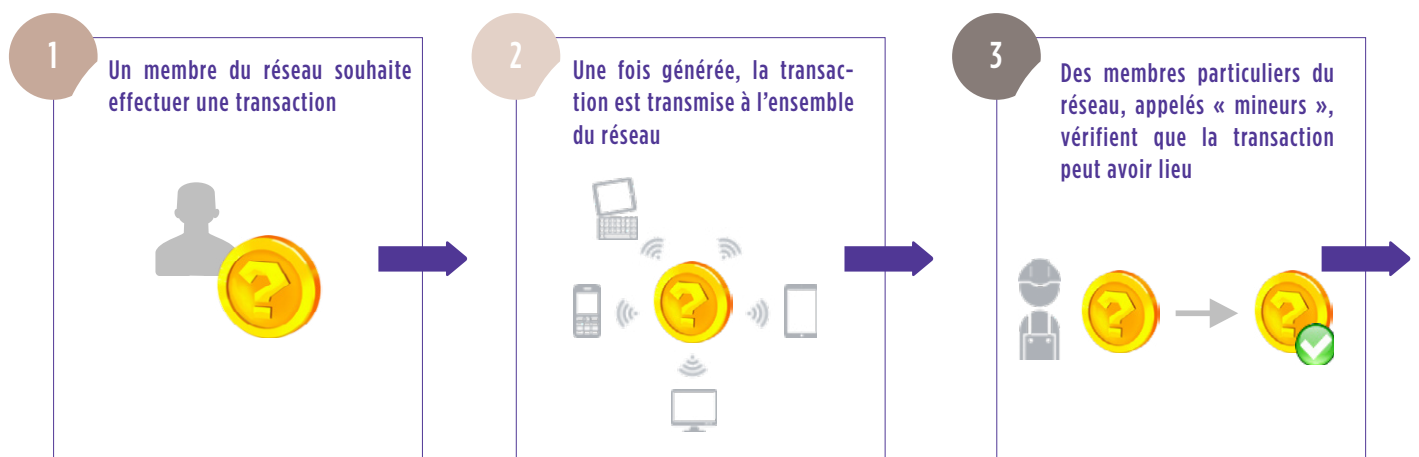 1
Un membre du réseau souhaite
effectuer une transaction
2
Une fois générée, la transac-
tion est transmise à l’ensemble
du réseau
3
Des membres particuliers du
réseau, appelés « mineurs »,
vérifient que la transaction
peut avoir lieu